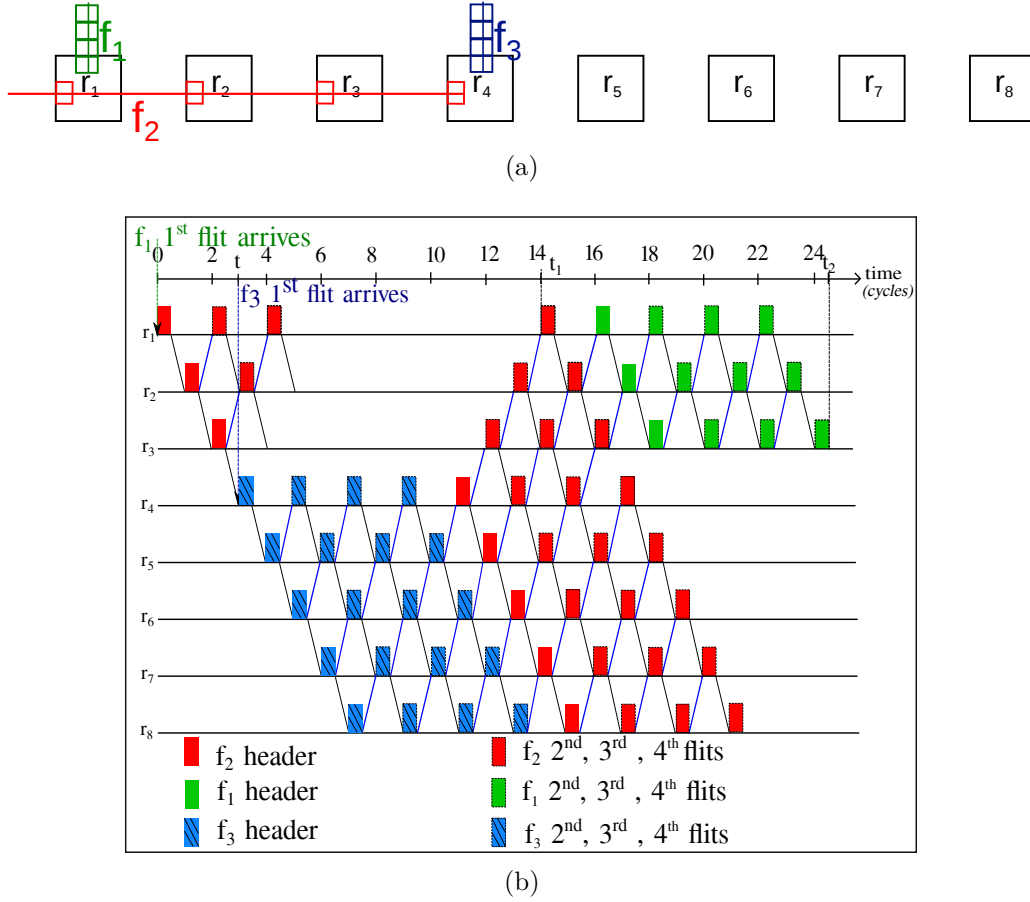 f1 f3
r1 r2 r3 r4 r5 r6 r7 r8
f2
(a)
f1 1st flit arrives
0 2 t 4 6 8 10 12 14 t1 16 18 20 22 24 t2
time
(cycles)
f3 1st flit arrives
r1
r2
r3
r4
r5
r6
r7
r8
f2 header f2 2nd, 3rd , 4th flits
f1 header f1 2nd, 3rd , 4th flits
f3 header f3 2nd, 3rd , 4th flits
(b)